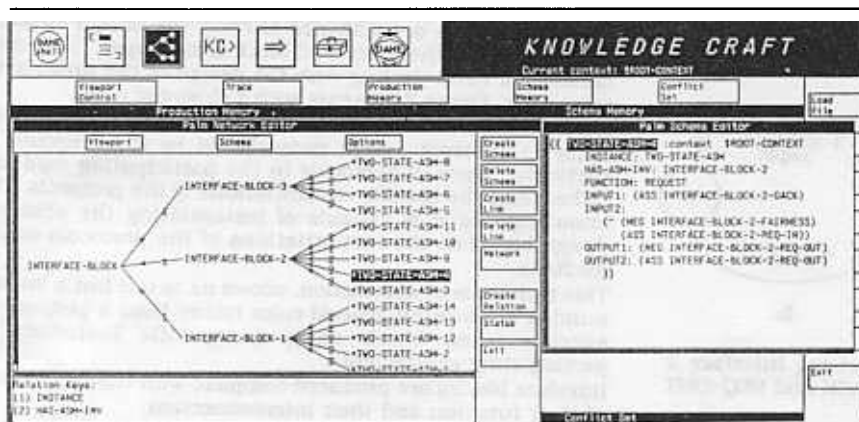 GAME
shell
KC>
GAME
KNOWLEDGE CRAFT
Current context: $ROOT-CONTEXT
Viewport
Control
Trace
Production
Memory
Schema
Memory
Conflict
Set
Load
File
Production Memory
Schema Memory
Palm Network Editor
Palm Schema Editor
Viewport
Schema
Options
Create
Schema
Delete
Schema
Create
Link
Delete
Link
Network
Create
Relation
Status
Exit
INTERFACE-BLOCK
INTERFACE-BLOCK-3
INTERFACE-BLOCK-2
INTERFACE-BLOCK-1
+TWO-STATE-ASM-8
+TWO-STATE-ASM-7
+TWO-STATE-ASM-6
+TWO-STATE-ASM-5
+TWO-STATE-ASM-11
+TWO-STATE-ASM-10
+TWO-STATE-ASM-9
+TWO-STATE-ASM-3
+TWO-STATE-ASM-14
+TWO-STATE-ASM-13
+TWO-STATE-ASM-12
+TWO-STATE-ASM-2
{{ :context $ROOT-CONTEXT
INSTANCE: TWO-STATE-ASM
HAS-ASM-INV: INTERFACE-BLOCK-2
FUNCTION: REQUEST
INPUT1: (ASS INTERFACE-BLOCK-2-GACK)
INPUT2:
(^ (NEG INTERFACE-BLOCK-2-FAIRNESS)
(ASS INTERFACE-BLOCK-2-REQ-IN))
OUTPUT1: (NEG INTERFACE-BLOCK-2-REQ-OUT)
OUTPUT2: (ASS INTERFACE-BLOCK-2-REQ-OUT)
}}
Relation Keys:
(1) INSTANCE
(2) HAS-ASM-INV
Exit
Conflict Set